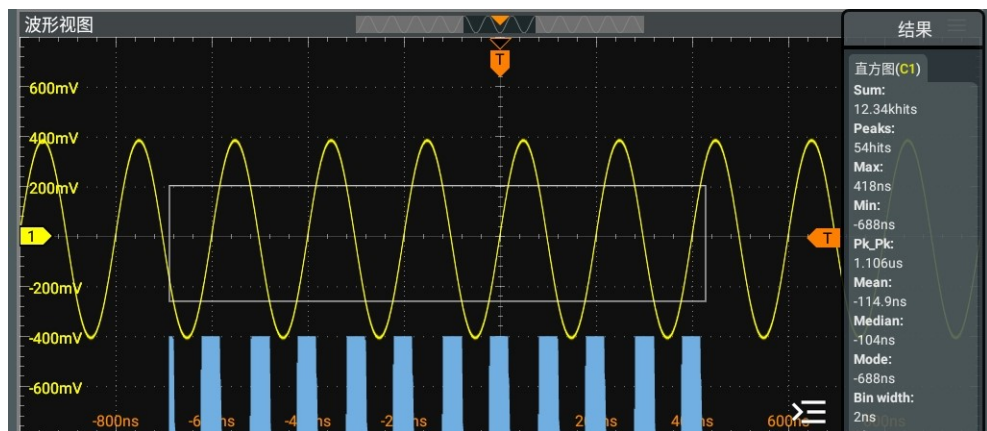 波形视图
结果
T
600mV
400mV
200mV
1
T
-200mV
-400mV
-600mV
-800ns
600ns
直方图(C1)
Sum:
12.34khits
Peaks:
54hits
Max:
418ns
Min:
-688ns
Pk_Pk:
1.106us
Mean:
-114.9ns
Median:
-104ns
Mode:
-688ns
Bin width:
2ns